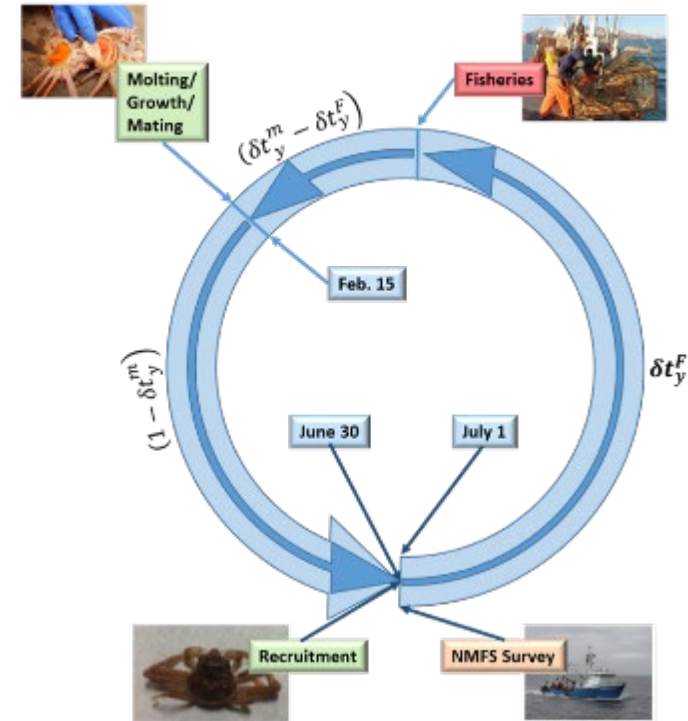 Molting/
Growth/
Mating
Fisheries
(δt_y^m − δt_y^F)
Feb. 15
(1 − δt_y^m)
δt_y^F
June 30
July 1
Recruitment
NMFS Survey